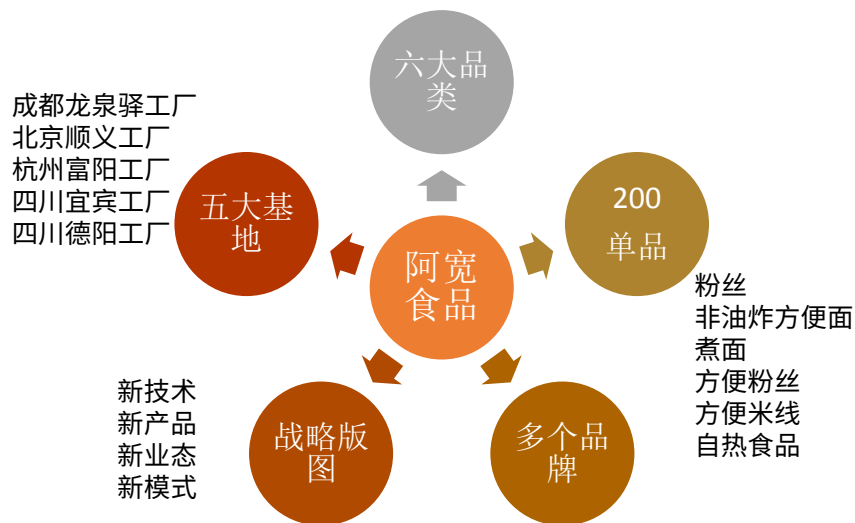 六大品
类
成都龙泉驿工厂
北京顺义工厂
杭州富阳工厂
四川宜宾工厂
四川德阳工厂
五大基
地
200
单品
阿宽
食品
粉丝
非油炸方便面
煮面
方便粉丝
方便米线
自热食品
新技术
新产品
新业态
新模式
战略版
图
多个品
牌